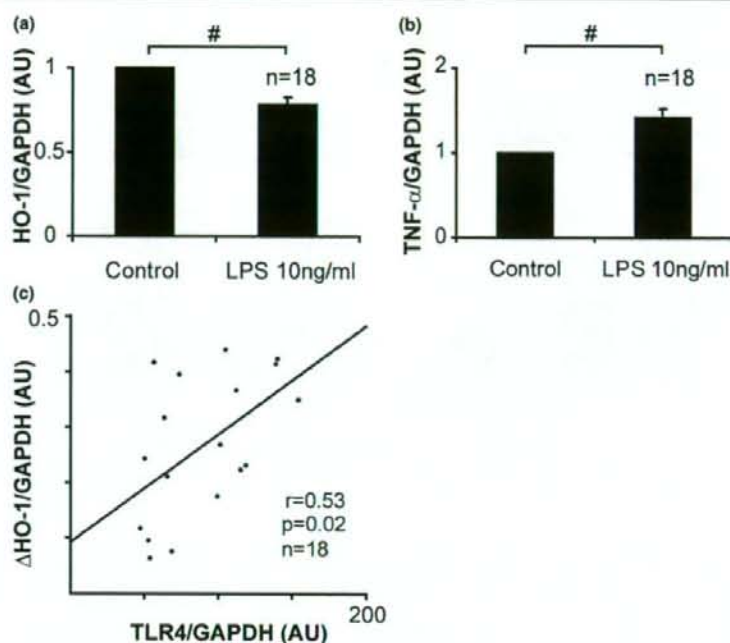 (a)
#
n=18
HO-1/GAPDH (AU)
1
0.5
0
Control
LPS 10ng/ml
(b)
#
n=18
TNF-α/GAPDH (AU)
2
1
0
Control
LPS 10ng/ml
(c)
0.5
ΔHO-1/GAPDH (AU)
r=0.53
p=0.02
n=18
200
TLR4/GAPDH (AU)